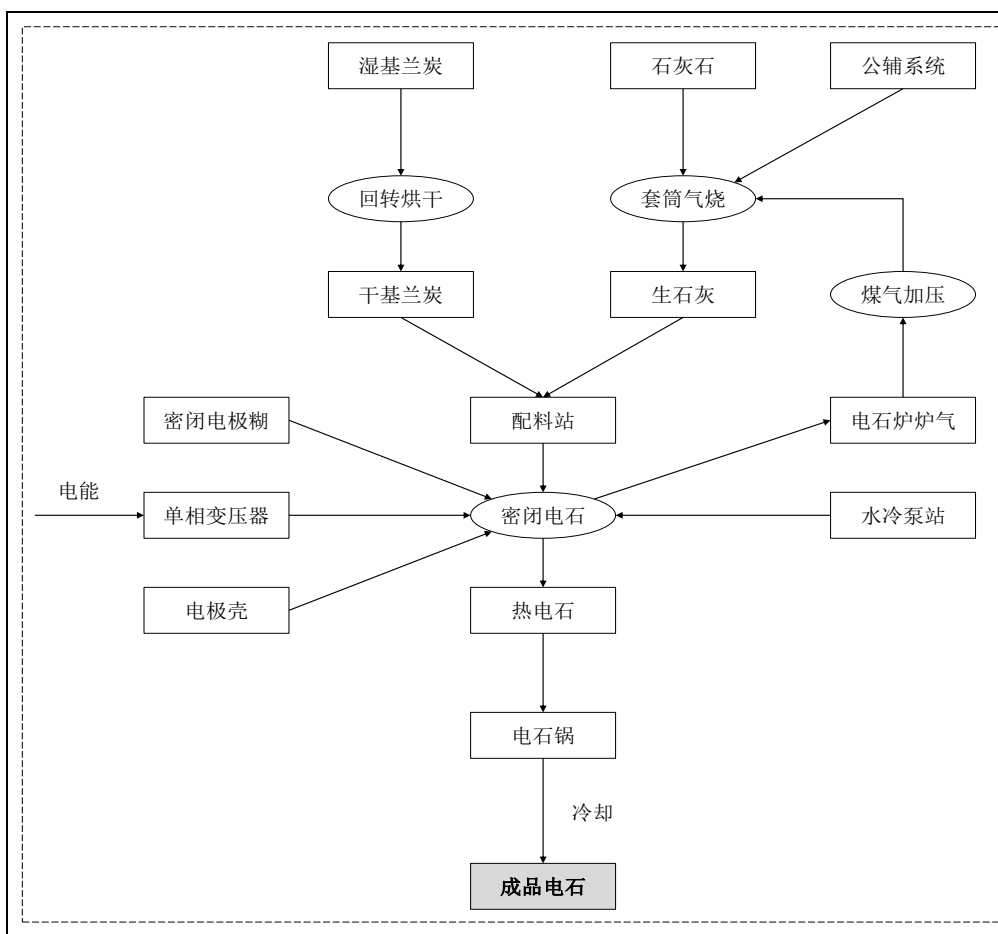 湿基兰炭
石灰石
公辅系统
回转烘干
套筒气烧
干基兰炭
生石灰
煤气加压
密闭电极糊
配料站
电石炉炉气
电能
单相变压器
密闭电石
水冷泵站
电极壳
热电石
电石锅
冷却
成品电石